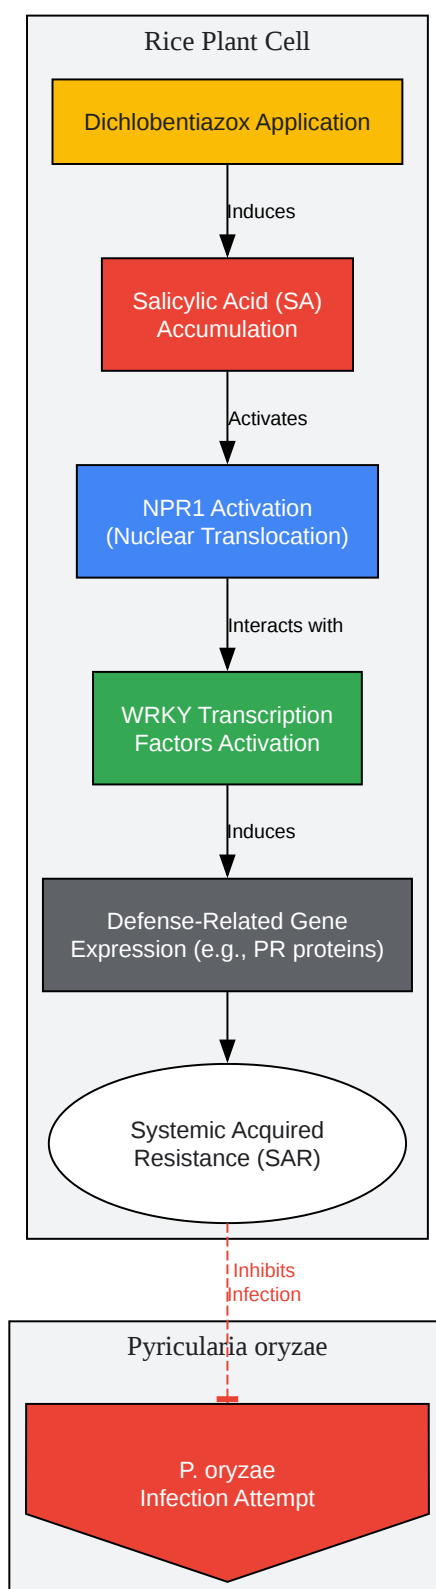 Rice Plant Cell
Dichlobentiazox Application
Induces
Salicylic Acid (SA)
Accumulation
Activates
NPR1 Activation
(Nuclear Translocation)
Interacts with
WRKY Transcription
Factors Activation
Induces
Defense-Related Gene
Expression (e.g., PR proteins)
Systemic Acquired
Resistance (SAR)
Inhibits
Infection
Pyricularia oryzae
P. oryzae
Infection Attempt